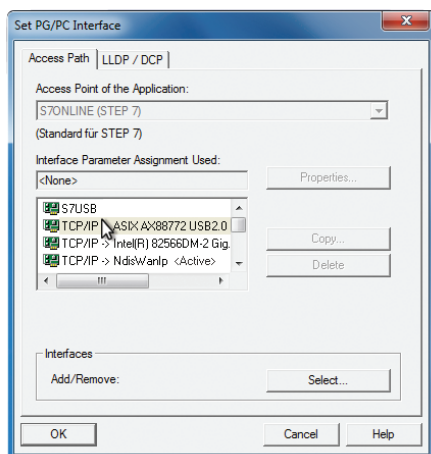 Set PG/PC Interface
Access Path LLDP / DCP
Access Point of the Application:
S7ONLINE (STEP 7)
(Standard für STEP 7)
Interface Parameter Assignment Used:
<None> Properties...
S7USB
TCP/IP -> ASIX AX88772 USB2.0
TCP/IP -> Intel(R) 82566DM-2 Gig. Copy...
TCP/IP -> NdisWanIp <Active> Delete
Interfaces
Add/Remove: Select...
OK Cancel Help